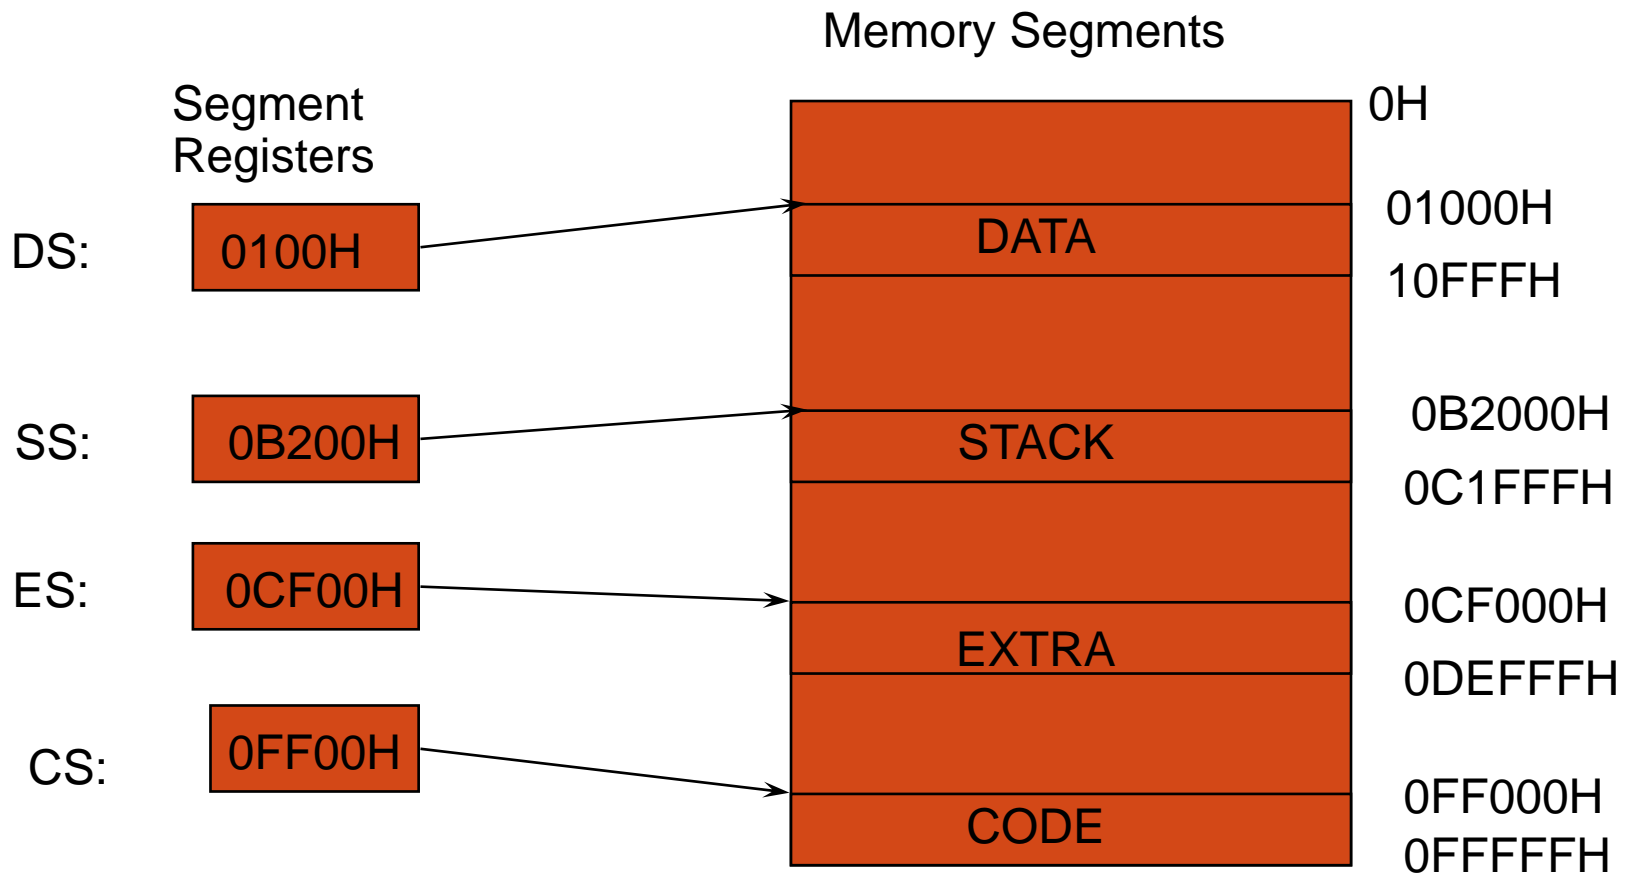 Memory Segments
Segment
Registers
0H
DS:
0100H
DATA
01000H
10FFFH
SS:
0B200H
STACK
0B2000H
0C1FFFH
ES:
0CF00H
EXTRA
0CF000H
0DEFFFH
CS:
0FF00H
CODE
0FF000H
0FFFFFH